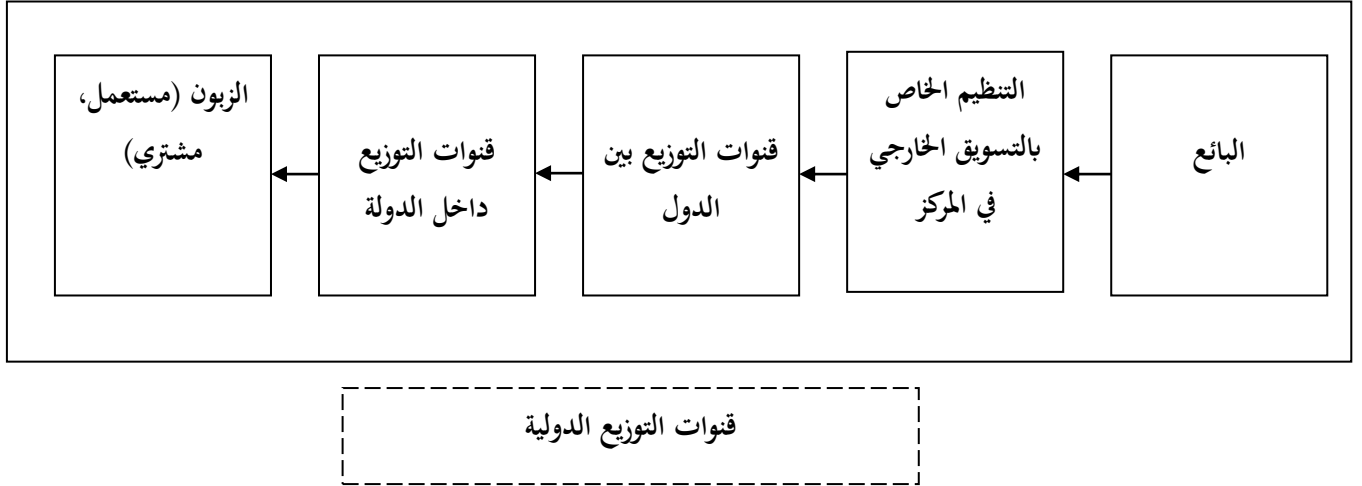 البائع
التنظيم الخاص
بالتسويق الخارجي
في المركز
قنوات التوزيع بين
الدول
قنوات التوزيع
داخل الدولة
الزبون (مستعمل،
مشتري)
قنوات التوزيع الدولية